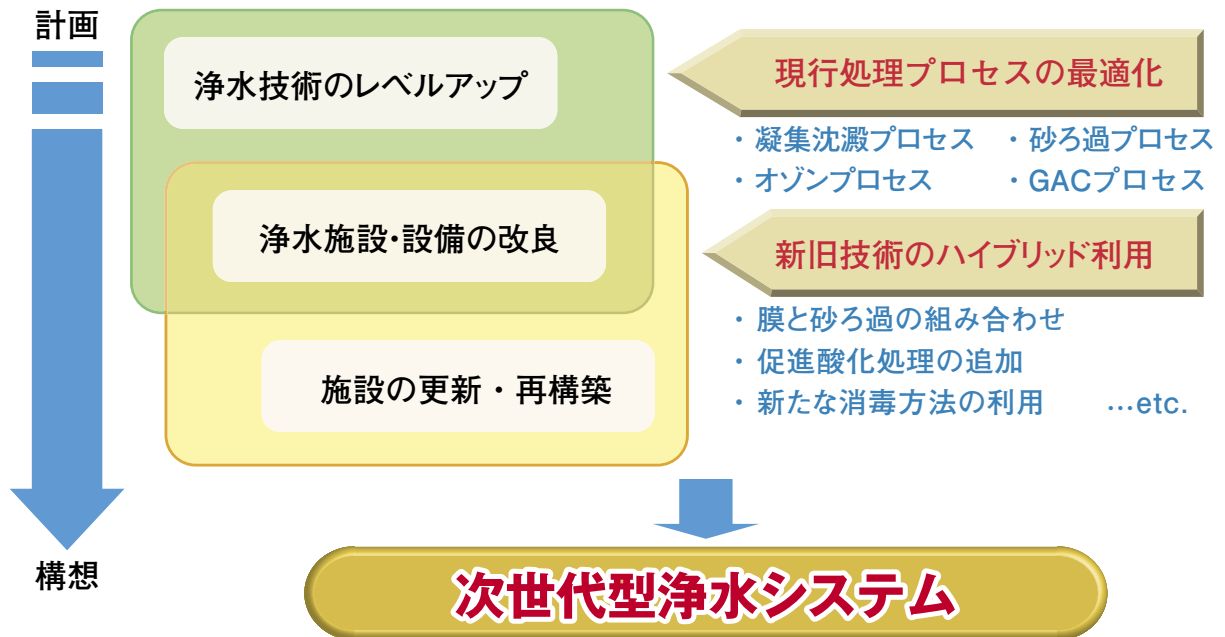 計画
浄水技術のレベルアップ
現行処理プロセスの最適化
・ 凝集沈澱プロセス ・ 砂ろ過プロセス
・ オゾンプロセス ・ GACプロセス
浄水施設・設備の改良
新旧技術のハイブリッド利用
・ 膜と砂ろ過の組み合わせ
・ 促進酸化処理の追加
施設の更新・再構築
・ 新たな消毒方法の利用 …etc.
構想
次世代型浄水システム